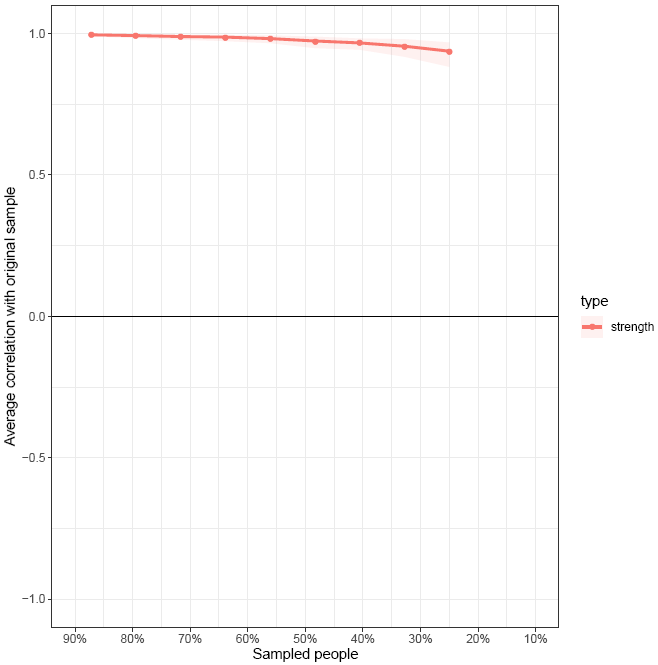 Average correlation with original sample
1.0
0.5
0.0
−0.5
−1.0
90% 80% 70% 60% 50% 40% 30% 20% 10%
Sampled people
type
strength